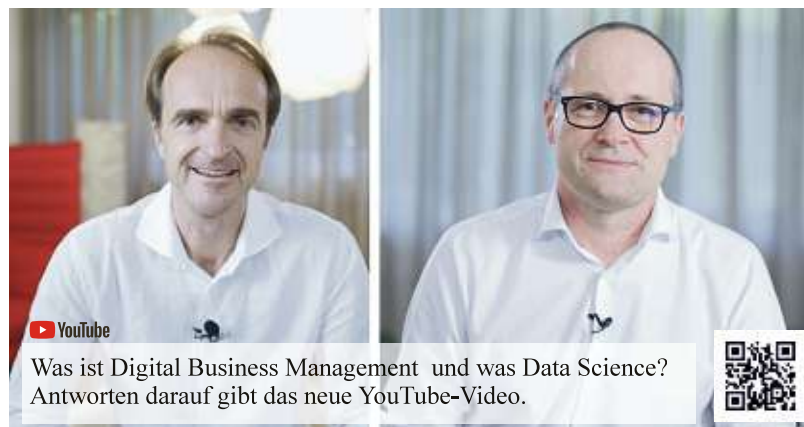 YouTube
Was ist Digital Business Management und was Data Science?
Antworten darauf gibt das neue YouTube-Video.